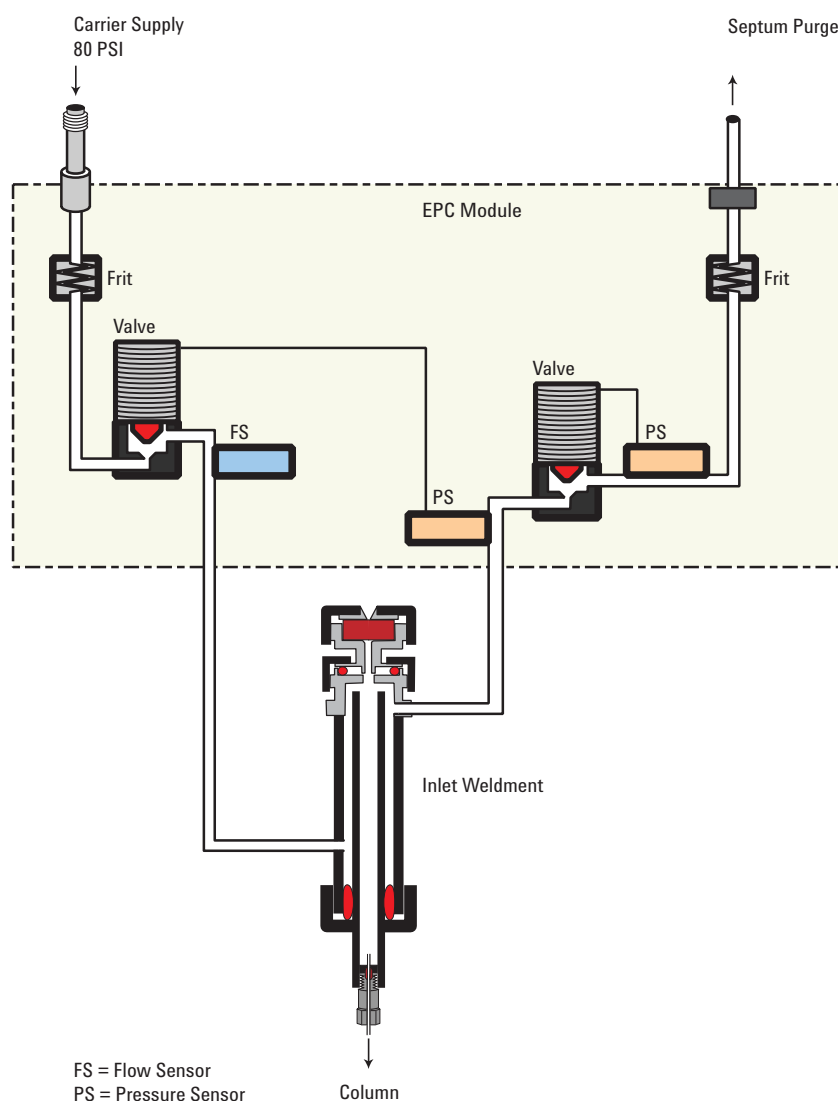 Carrier Supply
80 PSI
Septum Purge
EPC Module
Frit
Frit
Valve
Valve
FS
PS
PS
Inlet Weldment
FS = Flow Sensor
PS = Pressure Sensor
Column